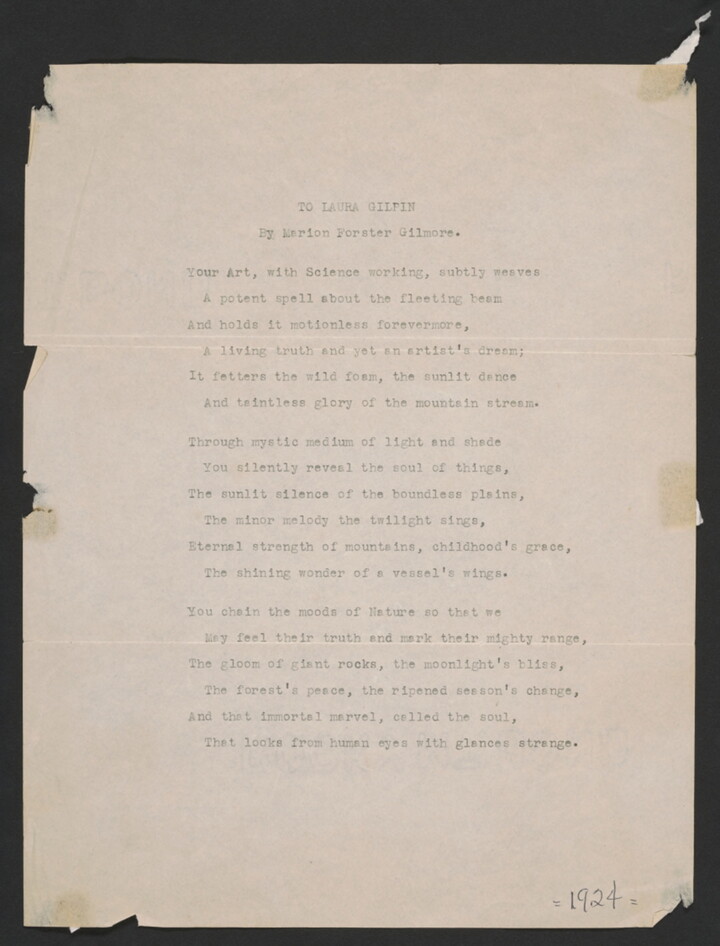 TO LAURA GILPIN
By Marion Forster Gilmore.
Your Art, with Science working, subtly weaves
A potent spell about the fleeting beam
And holds it motionless forevermore,
A living truth and yet an artist's dream;
It fetters the wild foam, the sunlit dance
And taintless glory of the mountain stream.
Through mystic medium of light and shade
You silently reveal the soul of things,
The sunlit silence of the boundless plains,
The minor melody the twilight sings,
Eternal strength of mountains, childhood's grace,
The shining wonder of a vessel's wings.
You chain the moods of Nature so that we
May feel their truth and mark their mighty range,
The gloom of giant rocks, the moonlight's bliss,
The forest's peace, the ripened season's change,
And that immortal marvel, called the soul,
That looks from human eyes with glances strange.
=1924=